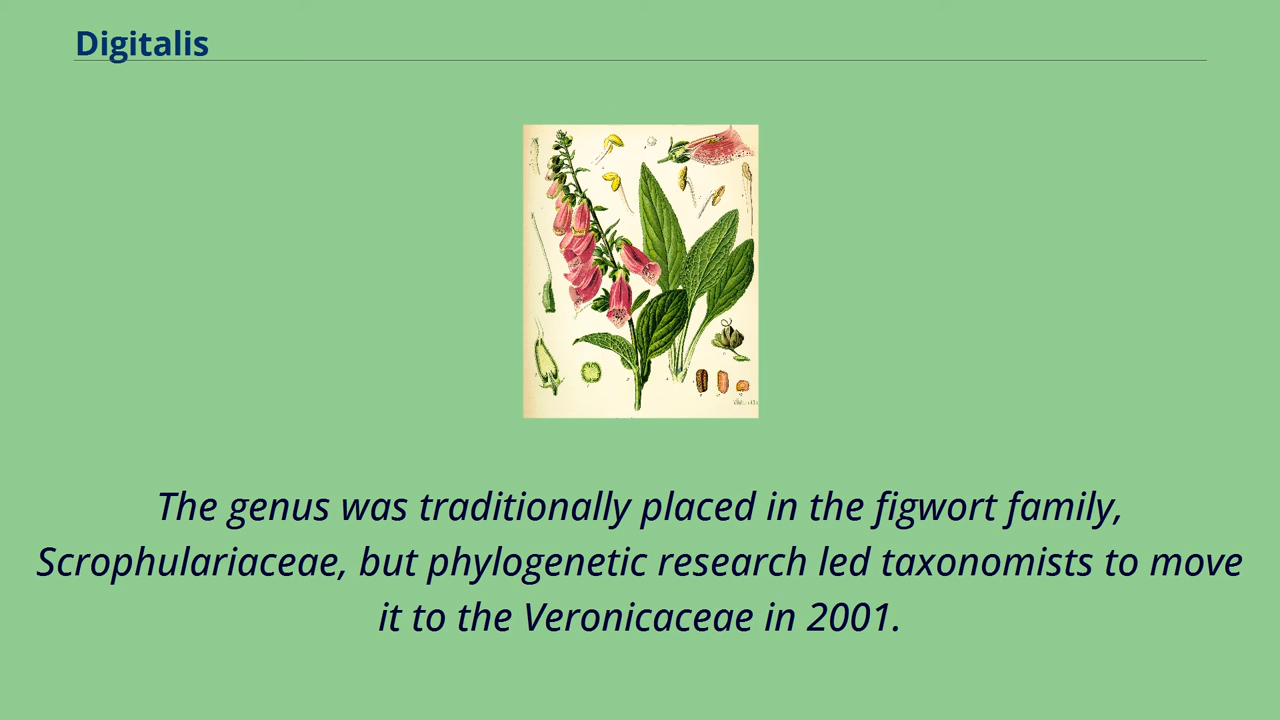 Digitalis
The genus was traditionally placed in the figwort family,
Scrophulariaceae, but phylogenetic research led taxonomists to move
it to the Veronicaceae in 2001.